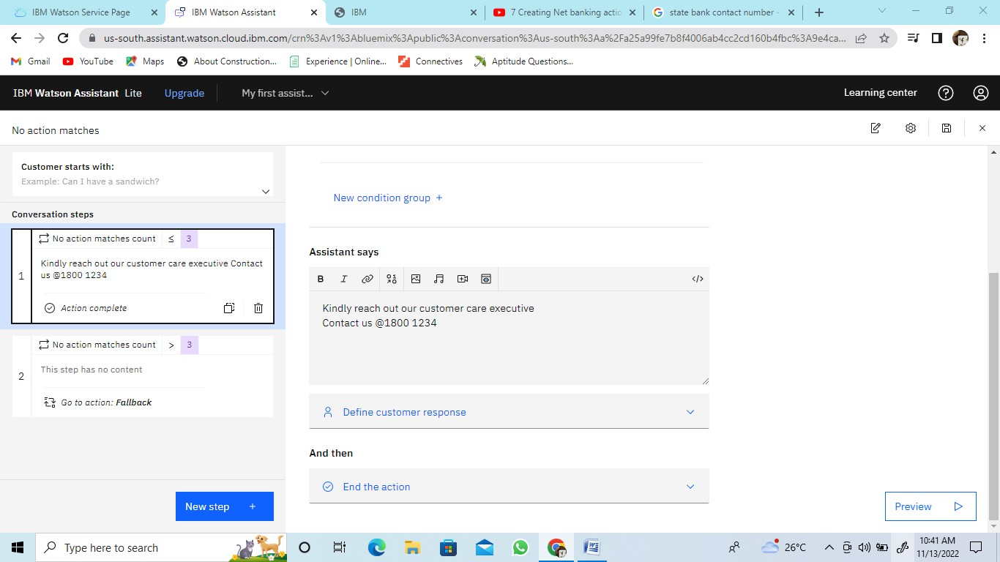 IBM Watson Service Page
IBM Watson Assistant
IBM
7 Creating Net banking actio
state bank contact number -
us-south.assistant.watson.cloud.ibm.com/crn%3Av1%3Abluemix%3Apublic%3Aconversation%3Aus-south%3Aa%2Fa25a99fe7b8f4006ab4cc2cd160b4fbc%3A9e4ca...
Gmail
YouTube
Maps
About Construction...
Experience | Online...
Connectives
Aptitude Questions...
IBM Watson Assistant Lite
Upgrade
My first assist...
Learning center
No action matches
Customer starts with:
Example: Can I have a sandwich?
Conversation steps
1
No action matches count ≤ 3
Kindly reach out our customer care executive Contact
us @1800 1234
Action complete
2
No action matches count > 3
This step has no content
Go to action: Fallback
New step +
New condition group +
Assistant says
B I
</>
Kindly reach out our customer care executive
Contact us @1800 1234
Define customer response
And then
End the action
Preview
Type here to search
26°C
10:41 AM
11/13/2022